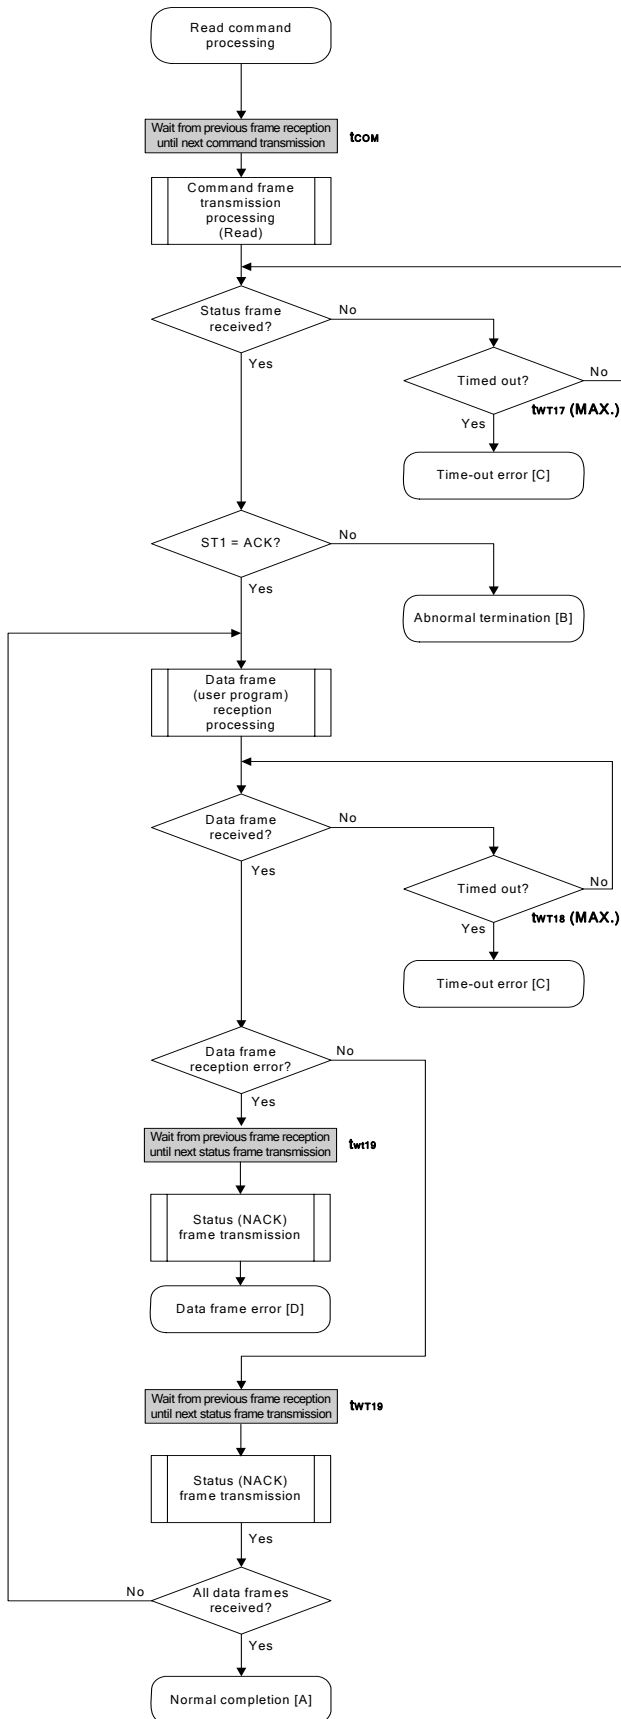 Read command
processing
Wait from previous frame reception
until next command transmission
tCOM
Command frame
transmission
processing
(Read)
Status frame
received?
No
Yes
Timed out?
No
tWT17 (MAX.)
Yes
Time-out error [C]
ST1 = ACK?
No
Yes
Abnormal termination [B]
Data frame
(user program)
reception
processing
Data frame
received?
No
Yes
Timed out?
No
tWT18 (MAX.)
Yes
Time-out error [C]
Data frame
reception error?
No
Yes
Wait from previous frame reception
until next status frame transmission
twt19
Status (NACK)
frame transmission
Data frame error [D]
Wait from previous frame reception
until next status frame transmission
tWT19
Status (NACK)
frame transmission
Yes
All data frames
received?
No
Yes
Normal completion [A]